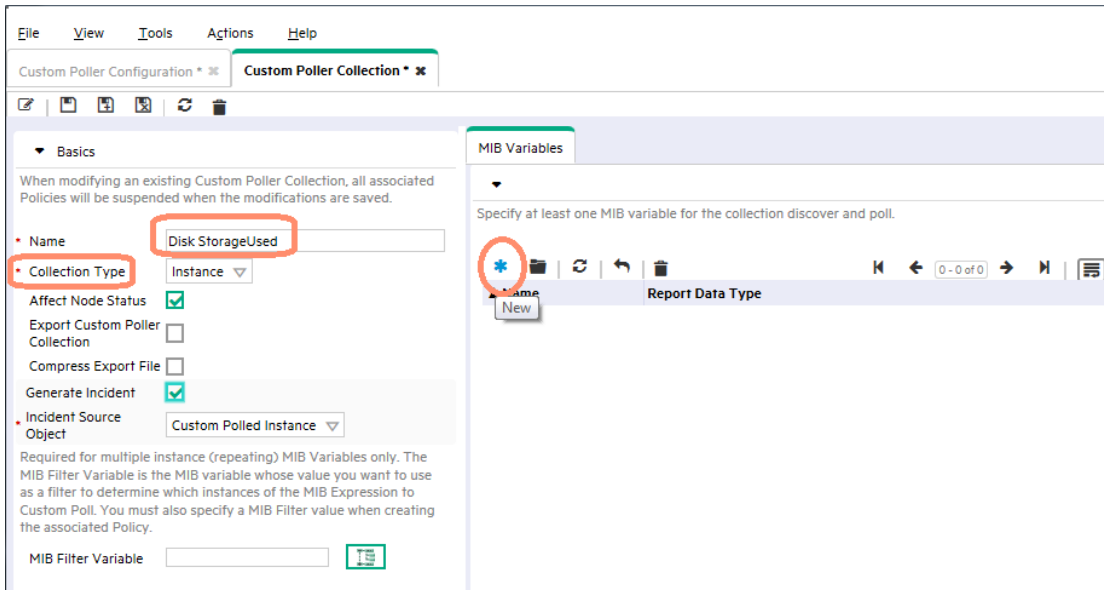 File View Tools Actions Help
Custom Poller Configuration * Custom Poller Collection *
Basics
When modifying an existing Custom Poller Collection, all associated
Policies will be suspended when the modifications are saved.
* Name Disk StorageUsed
* Collection Type Instance
Affect Node Status
Export Custom Poller
Collection
Compress Export File
Generate Incident
* Incident Source
Object Custom Polled Instance
Required for multiple instance (repeating) MIB Variables only. The
MIB Filter Variable is the MIB variable whose value you want to use
as a filter to determine which instances of the MIB Expression to
Custom Poll. You must also specify a MIB Filter value when creating
the associated Policy.
MIB Filter Variable
MIB Variables
Specify at least one MIB variable for the collection discover and poll.
0 - 0 of 0
Name Report Data Type
New